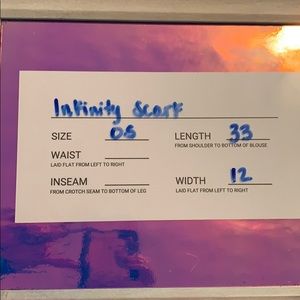 Infinity Scarf
SIZE OS LENGTH 33
FROM SHOULDER TO BOTTOM OF BLOUSE
WAIST
LAID FLAT FROM LEFT TO RIGHT
INSEAM WIDTH 12
FROM CROTCH SEAM TO BOTTOM OF LEG LAID FLAT FROM LEFT TO RIGHT